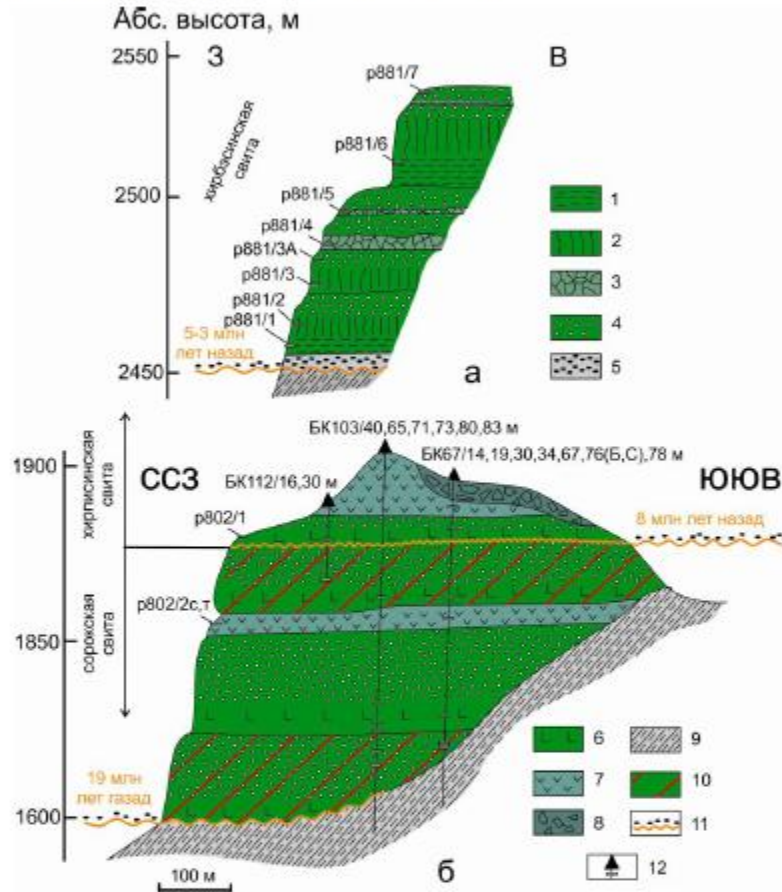 Абс. высота, м
2550
З
В
р881/7
хирбэсинская
свита
р881/6
2500
р881/5
р881/4
р881/3А
р881/3
р881/2
р881/1
5-3 млн
лет назад
2450
а
1
2
3
4
5
БК103/40,65,71,73,80,83 м
БК67/14,19,30,34,67,76(Б,С),78 м
1900
хирписинская
свита
ССЗ
БК112/16,30 м
ЮЮВ
р802/1
8 млн лет назад
сорокская
свита
р802/2с,т
1850
19 млн
лет газад
1600
6
7
8
9
10
11
12
100 м
б